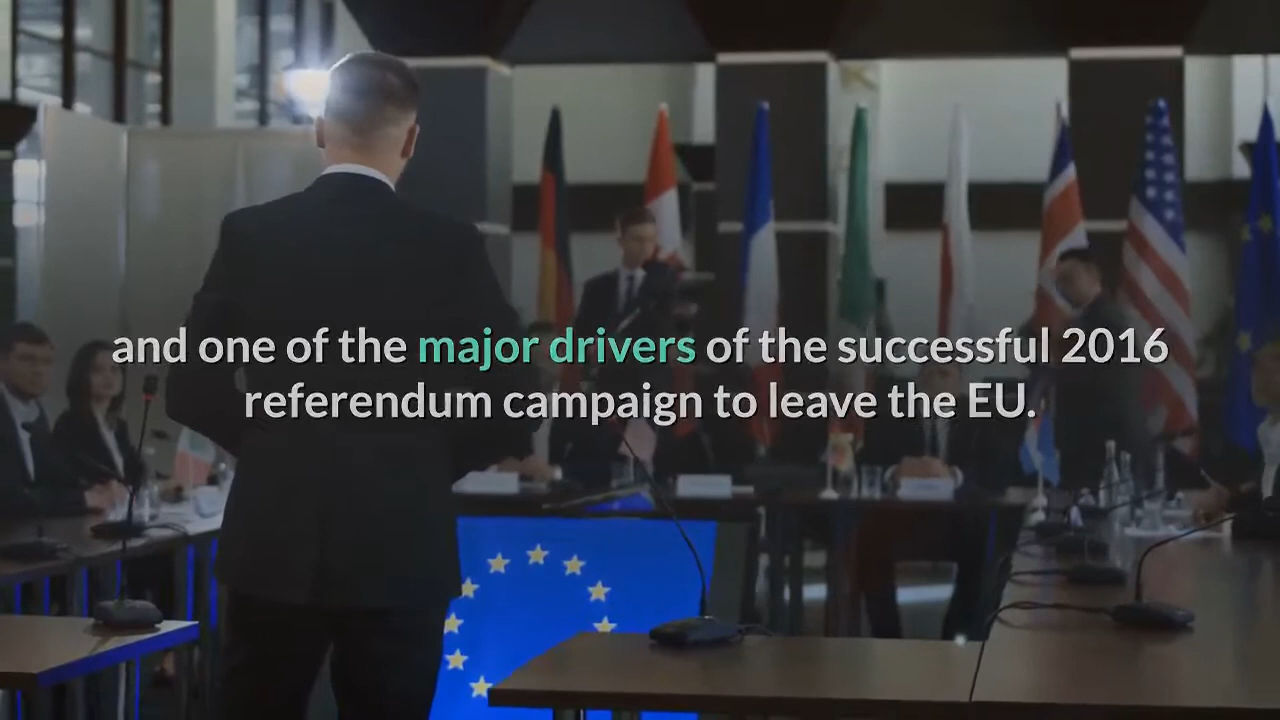 and one of the major drivers of the successful 2016
referendum campaign to leave the EU.